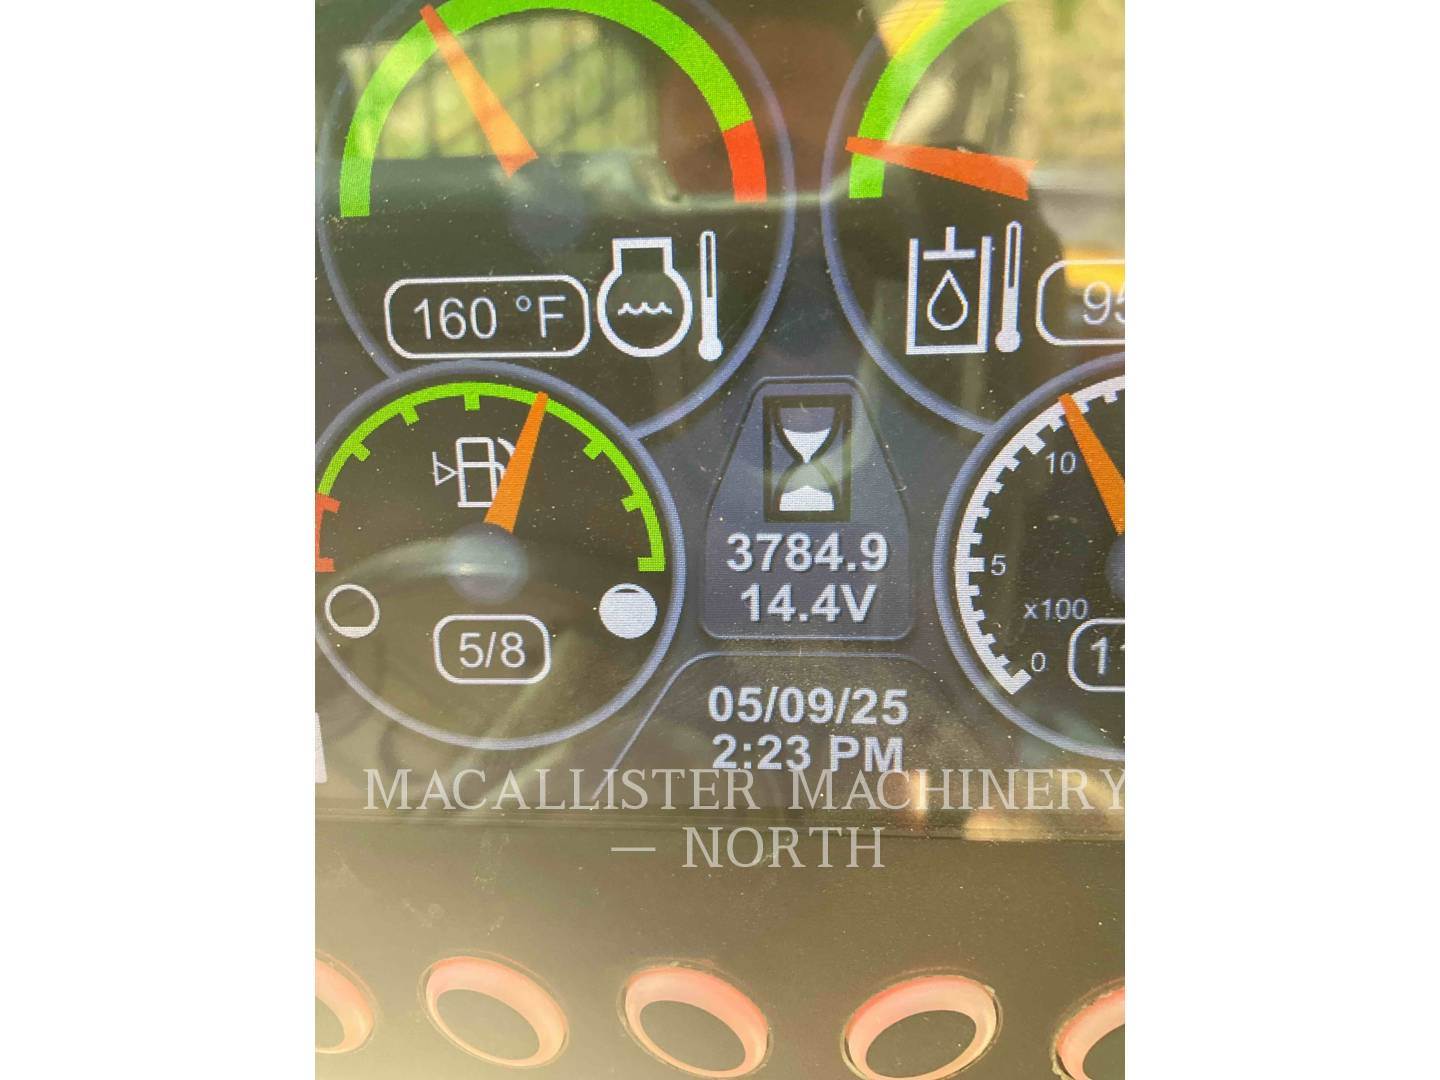 160 °F
95
3784.9
14.4V
10
5
x100
0
5/8
05/09/25
2:23 PM
MACALLISTER MACHINERY
— NORTH